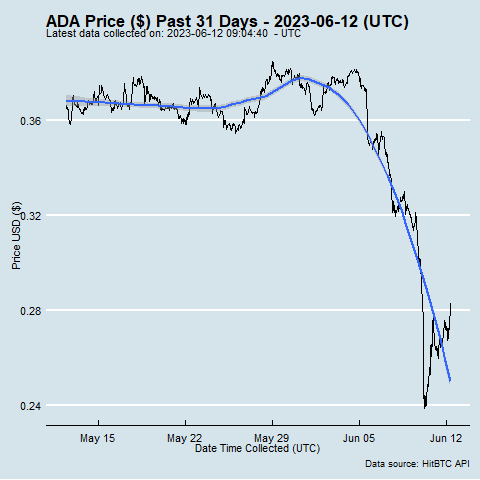 ADA Price ($) Past 31 Days - 2023-06-12 (UTC)
Latest data collected on: 2023-06-12 09:04:40 - UTC
Price USD ($)
0.36
0.32
0.28
0.24
May 15 May 22 May 29 Jun 05 Jun 12
Date Time Collected (UTC)
Data source: HitBTC API